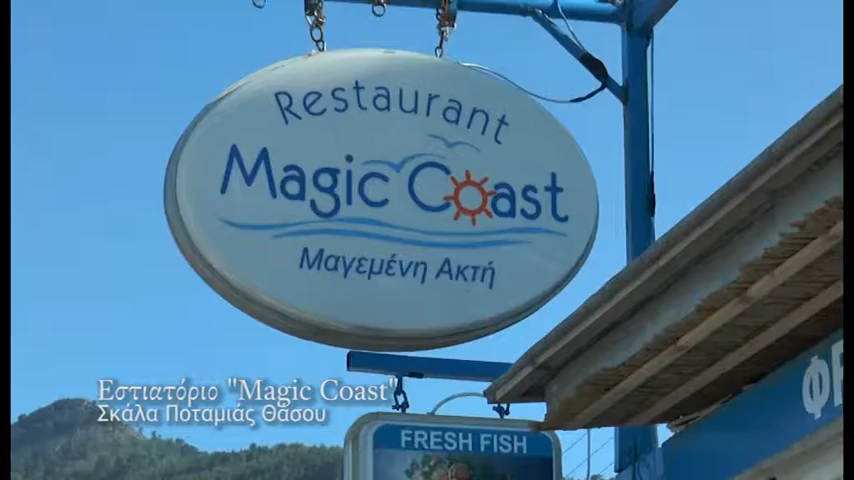 Restaurant
Magic Coast
Μαγεμένη Ακτή
Εστιατόριο "Magic Coast"
Σκάλα Ποταμιάς Θάσου
FRESH FISH